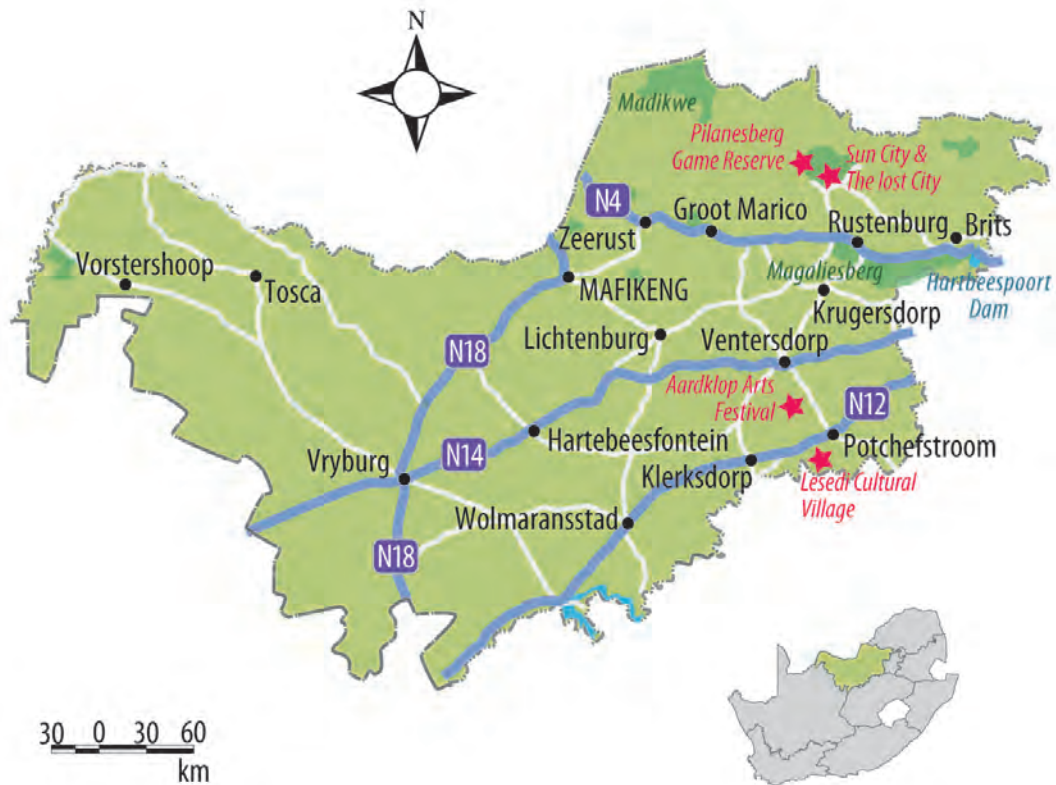 N
Madikwe
Pilanesberg
Game Reserve
Sun City &
The lost City
N4
Groot Marico
Zeerust
Rustenburg
Brits
Vorstershoop
Tosca
MAFIKENG
Magaliesberg
Hartbeespoort
Dam
Krugersdorp
Lichtenburg
Ventersdorp
N18
Aardklop Arts
Festival
N12
Hartebeesfontein
Potchefstroom
Vryburg
N14
Klerksdorp
Lesedi Cultural
Village
Wolmaransstad
N18
30 0 30 60
km